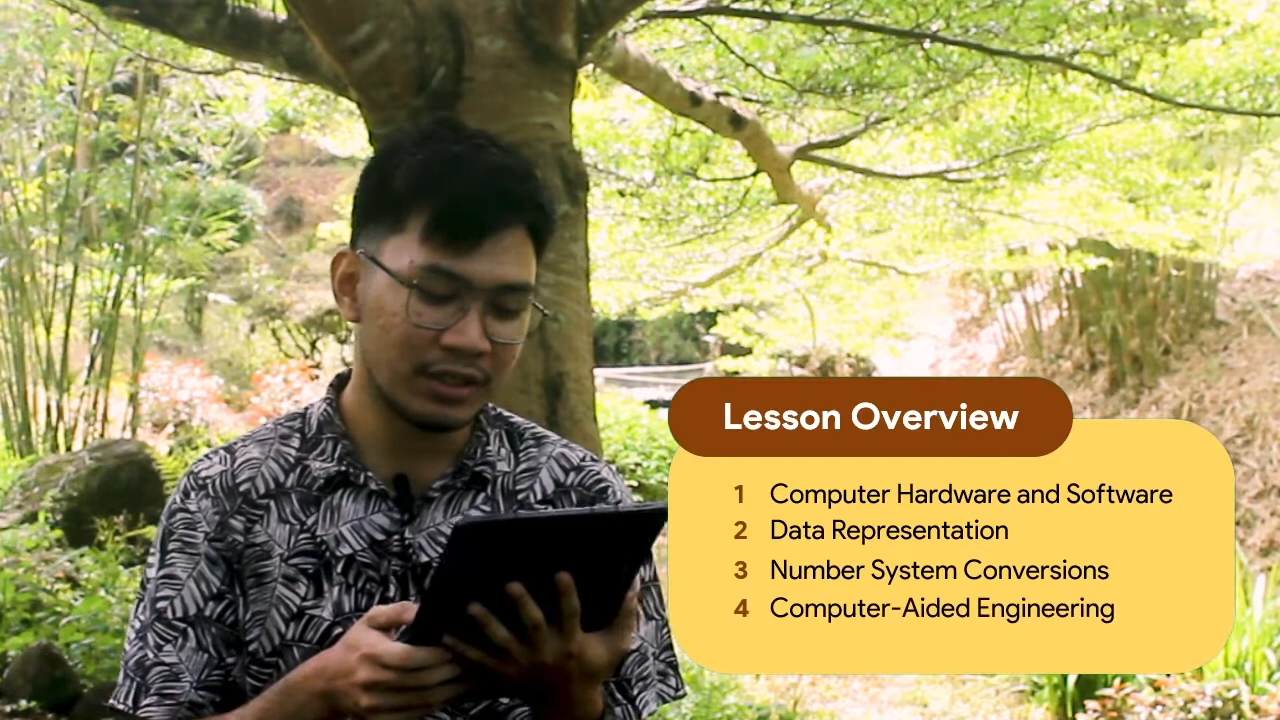 Lesson Overview
1 Computer Hardware and Software
2 Data Representation
3 Number System Conversions
4 Computer-Aided Engineering